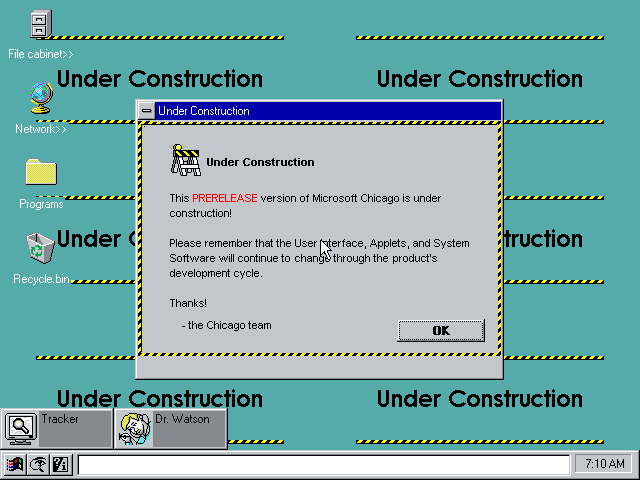 File cabinet>>
Under Construction
Under Construction
Network>>
Under Construction
Under Construction
This PRERELEASE version of Microsoft Chicago is under
construction!
Programs
Please remember that the User Interface, Applets, and System
Software will continue to change through the product's
development cycle.
Under C
truction
Recycle.bin
Thanks!
- the Chicago team
OK
Under Construction
Under Construction
Tracker
Dr. Watson
7:10 AM